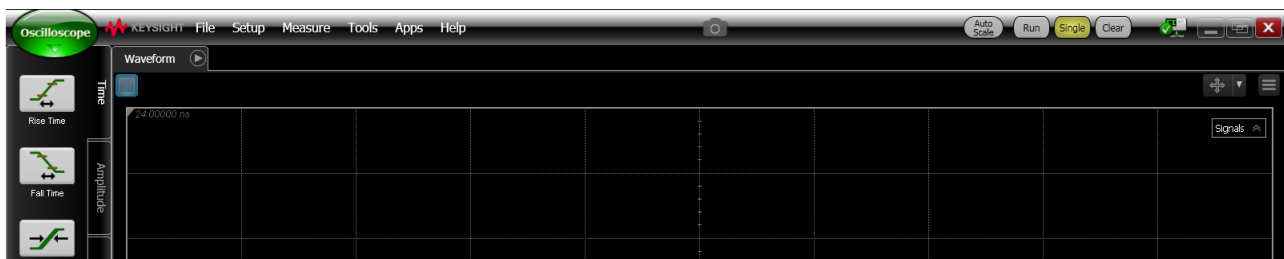 Oscilloscope KEYSIGHT File Setup Measure Tools Apps Help Auto Scale Run Single Clear
Waveform
Time
Rise Time
24.00000 ns
Signals
Amplitude
Fall Time